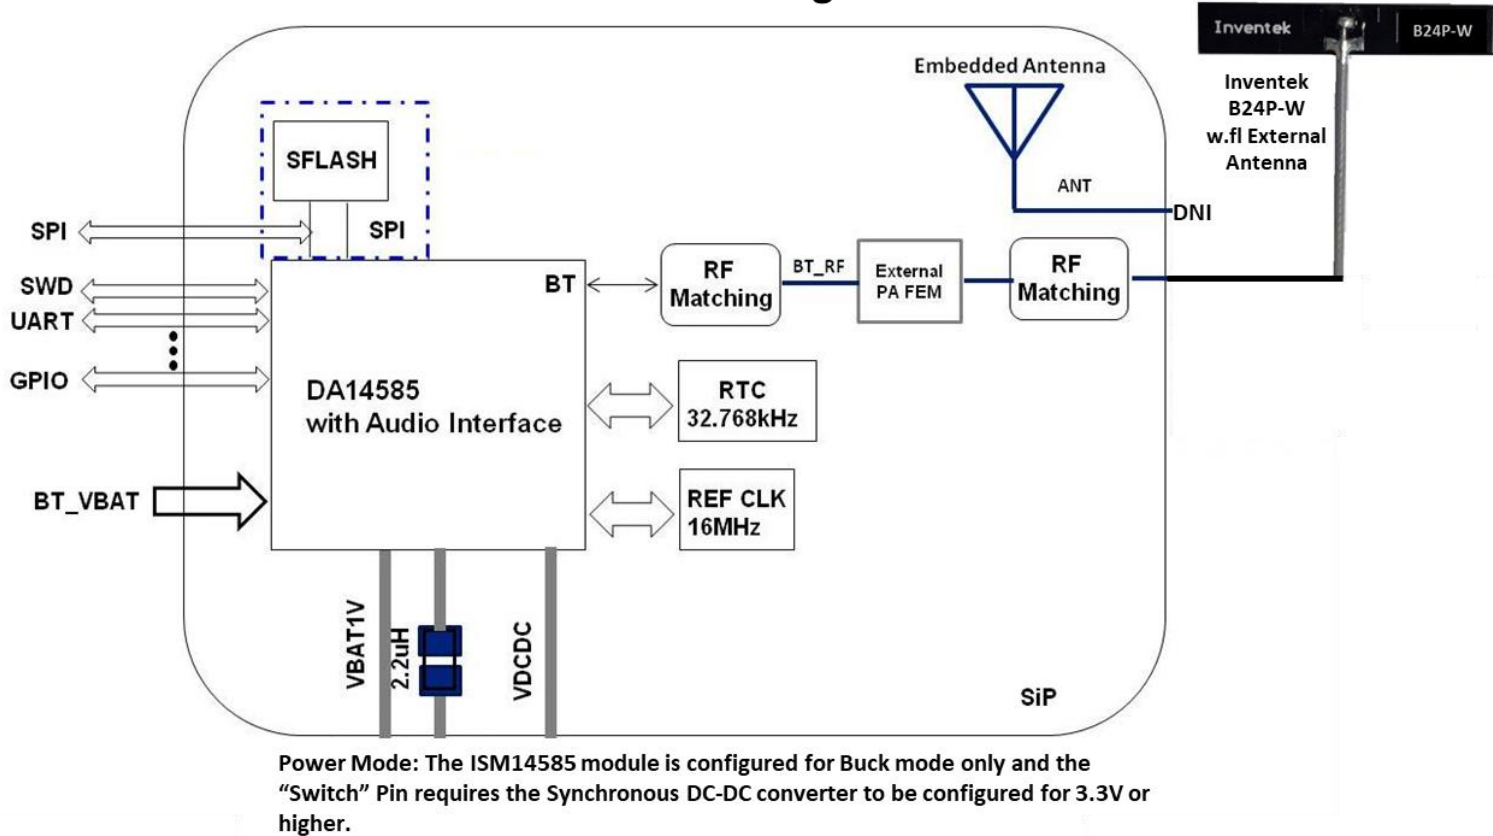 Inventek
B24P-W
Embedded Antenna
Inventek
B24P-W
w.fl External
Antenna
SFLASH
ANT
DNI
SPI
SPI
BT
RF
Matching
BT_RF
External
PA FEM
RF
Matching
SWD
UART
GPIO
DA14585
with Audio Interface
RTC
32.768kHz
BT_VBAT
REF CLK
16MHz
VBAT1V
2.2uH
VDCDC
SiP
Power Mode: The ISM14585 module is configured for Buck mode only and the
“Switch” Pin requires the Synchronous DC-DC converter to be configured for 3.3V or
higher.